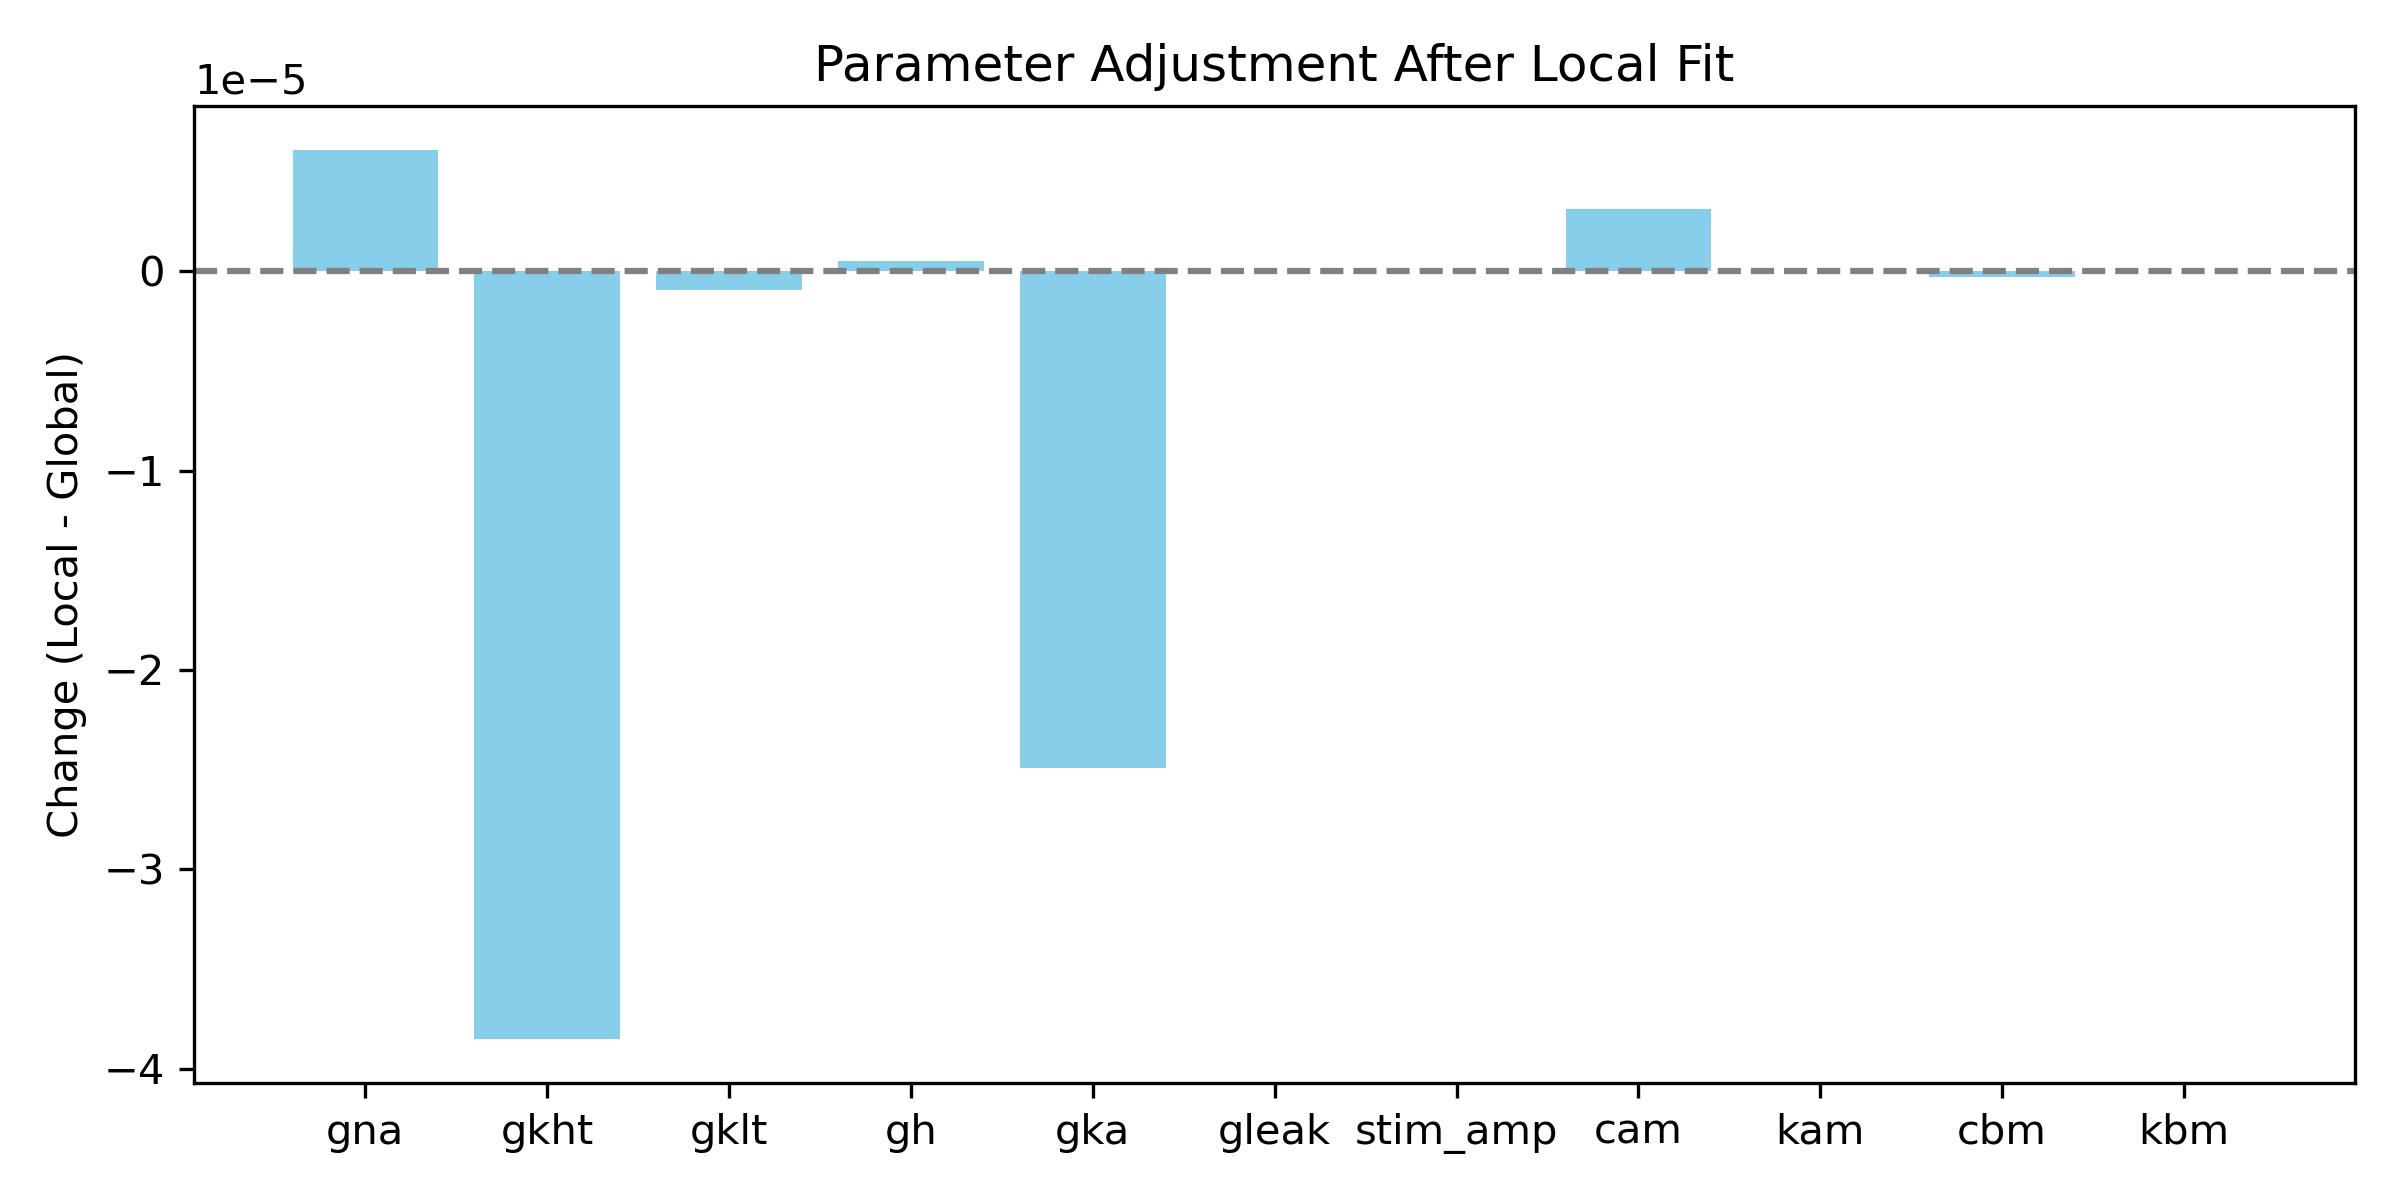 Parameter Adjustment After Local Fit
1e−5
Change (Local - Global)
0
−1
−2
−3
−4
gna gkht gklt gh gka gleak stim_amp cam kam cbm kbm